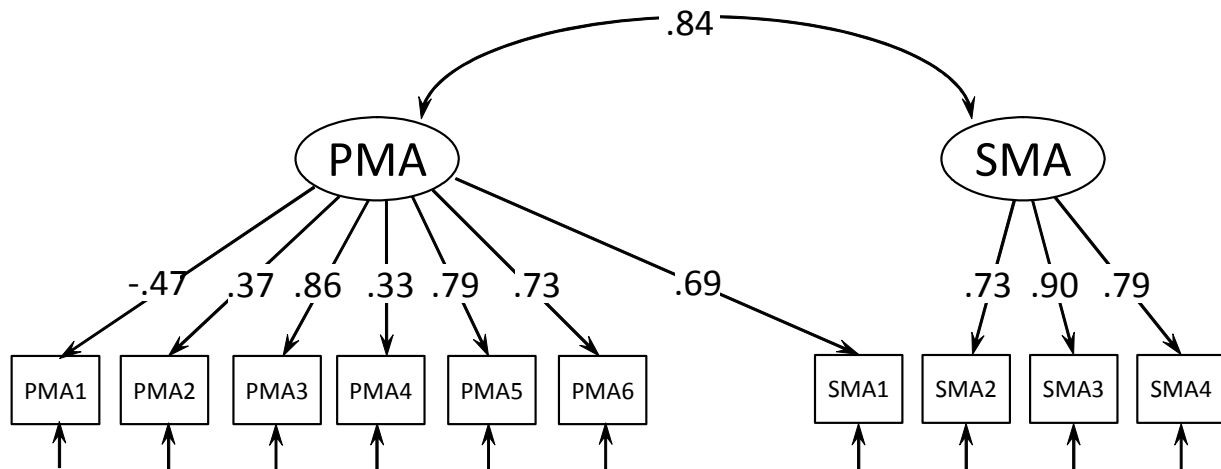 .84
PMA SMA
-.47 .37 .86 .33 .79 .73 .69 .73 .90 .79
PMA1 PMA2 PMA3 PMA4 PMA5 PMA6 SMA1 SMA2 SMA3 SMA4